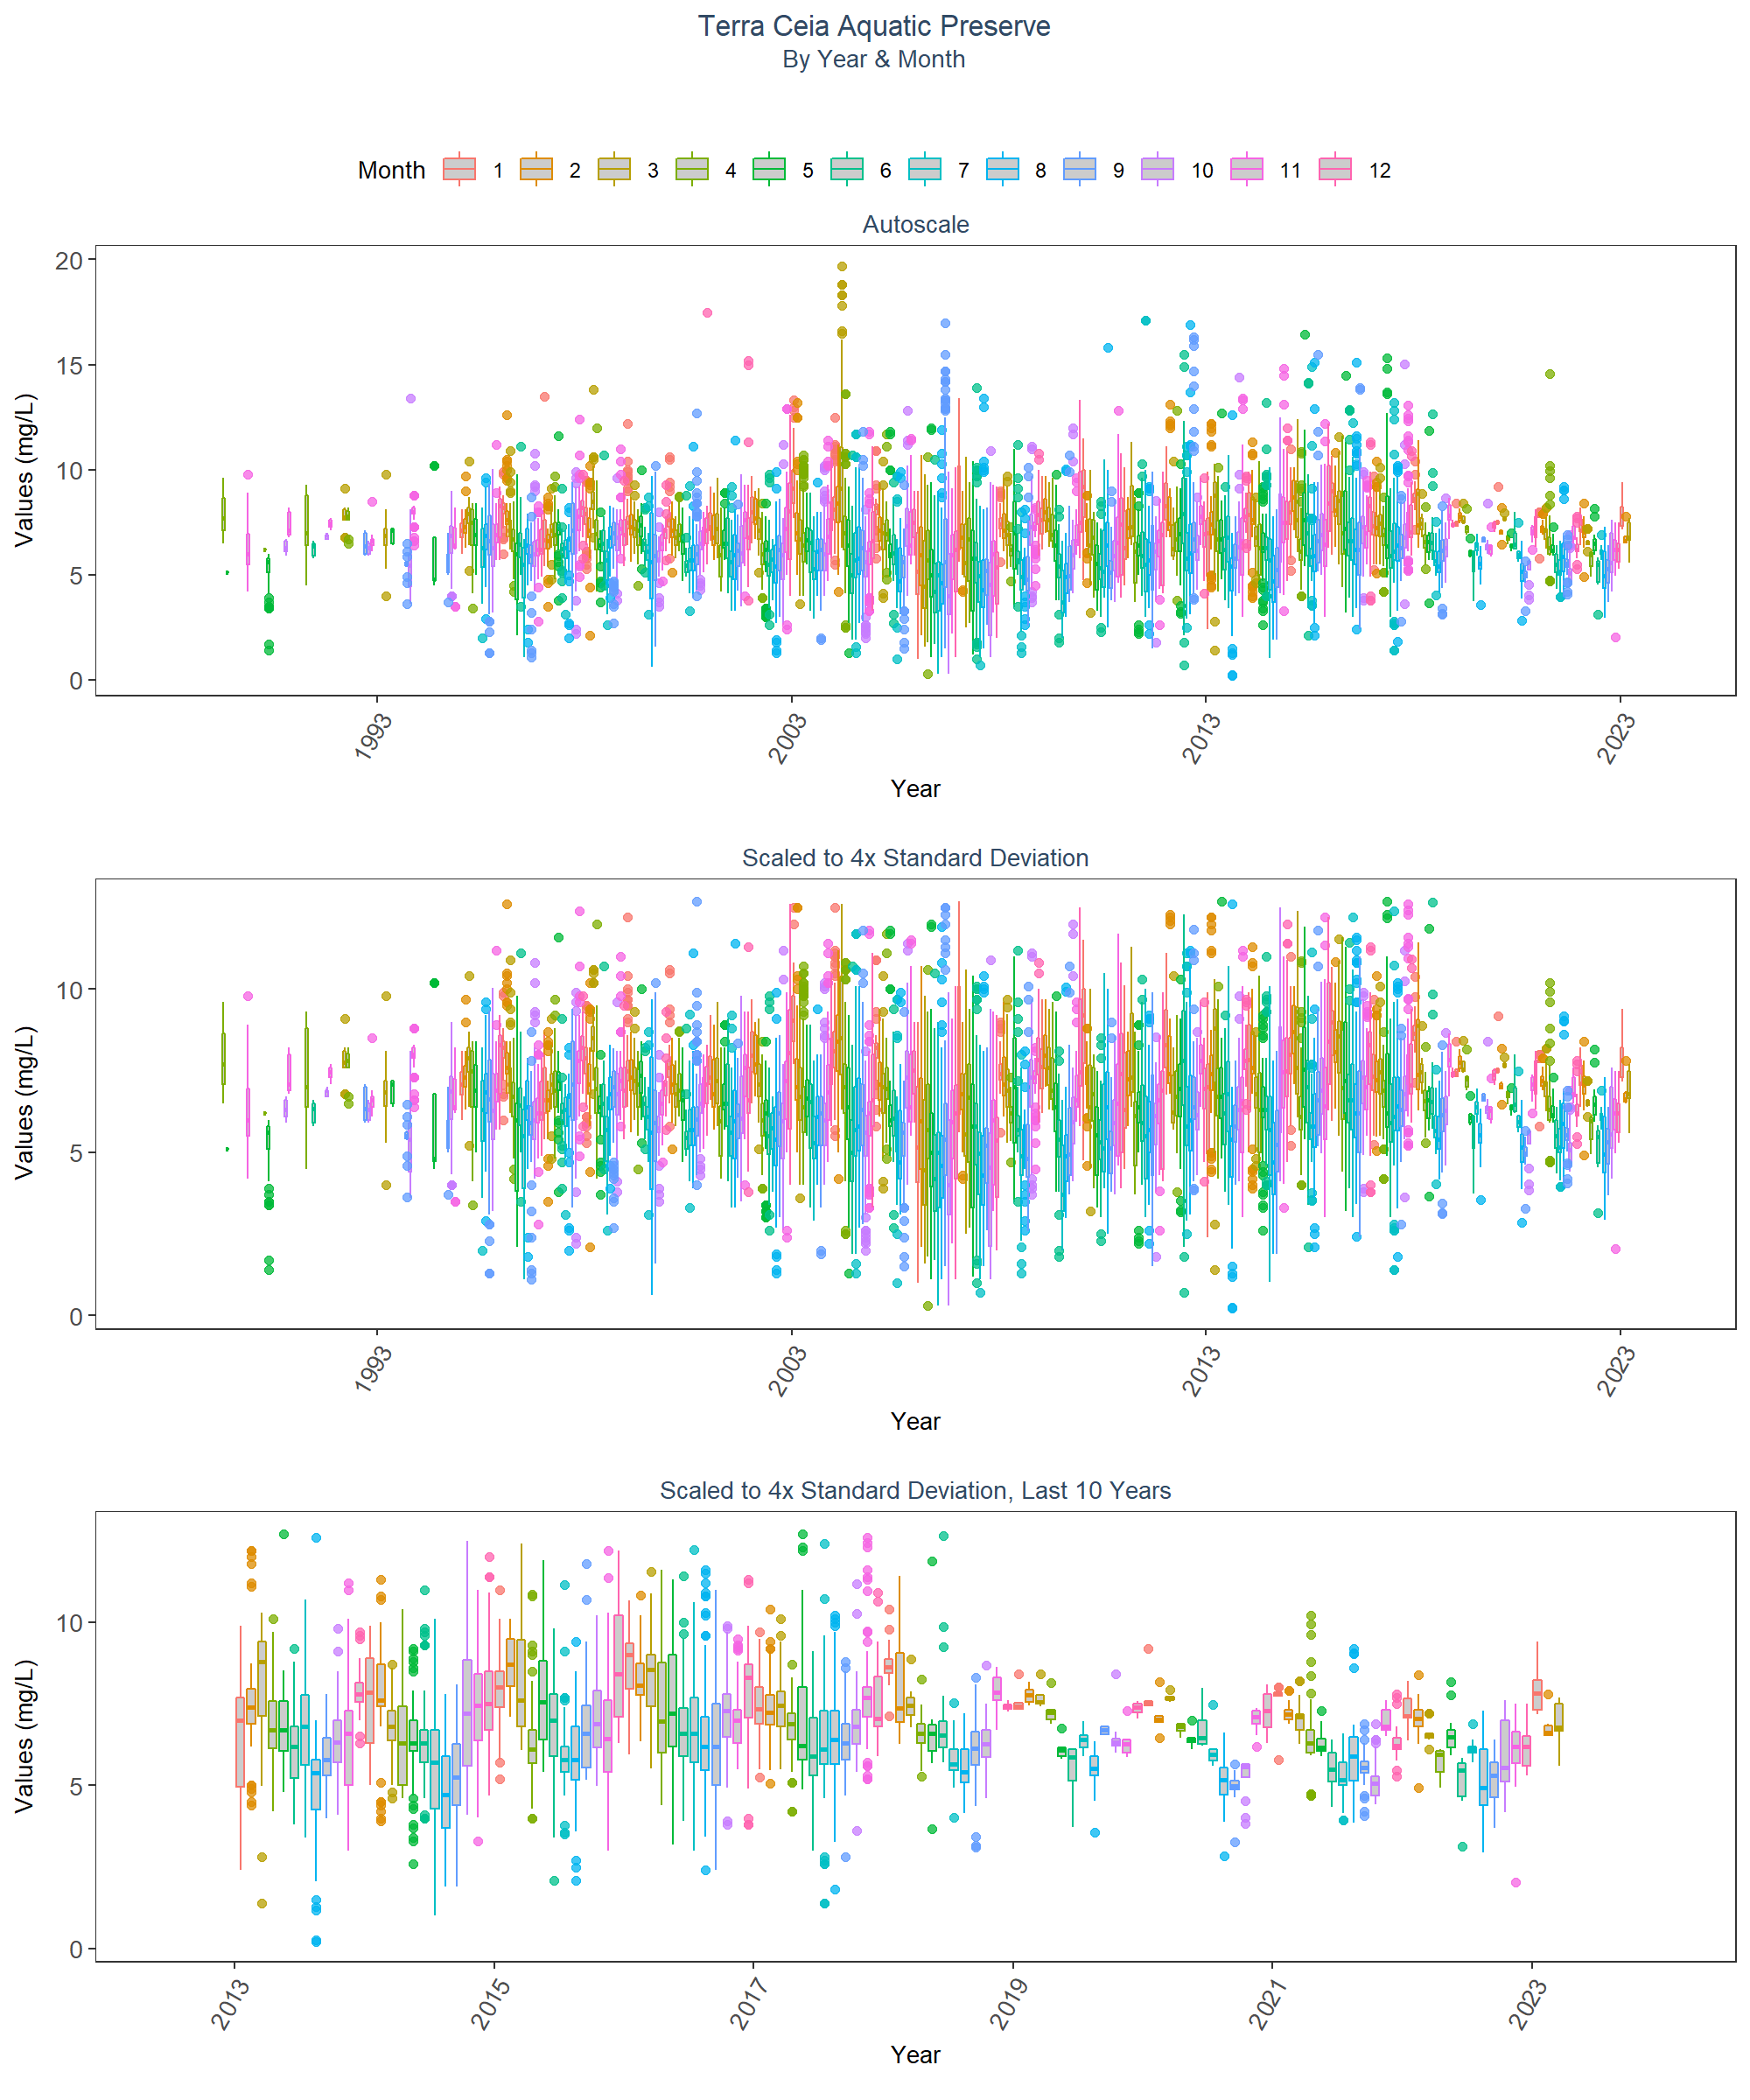 Terra Ceia Aquatic Preserve
By Year & Month
Month 1 2 3 4 5 6 7 8 9 10 11 12
Autoscale
20
15
10
5
0
Values (mg/L)
1993 2003 2013 2023
Year
Scaled to 4x Standard Deviation
10
5
0
Values (mg/L)
1993 2003 2013 2023
Year
Scaled to 4x Standard Deviation, Last 10 Years
10
5
0
Values (mg/L)
2013 2015 2017 2019 2021 2023
Year